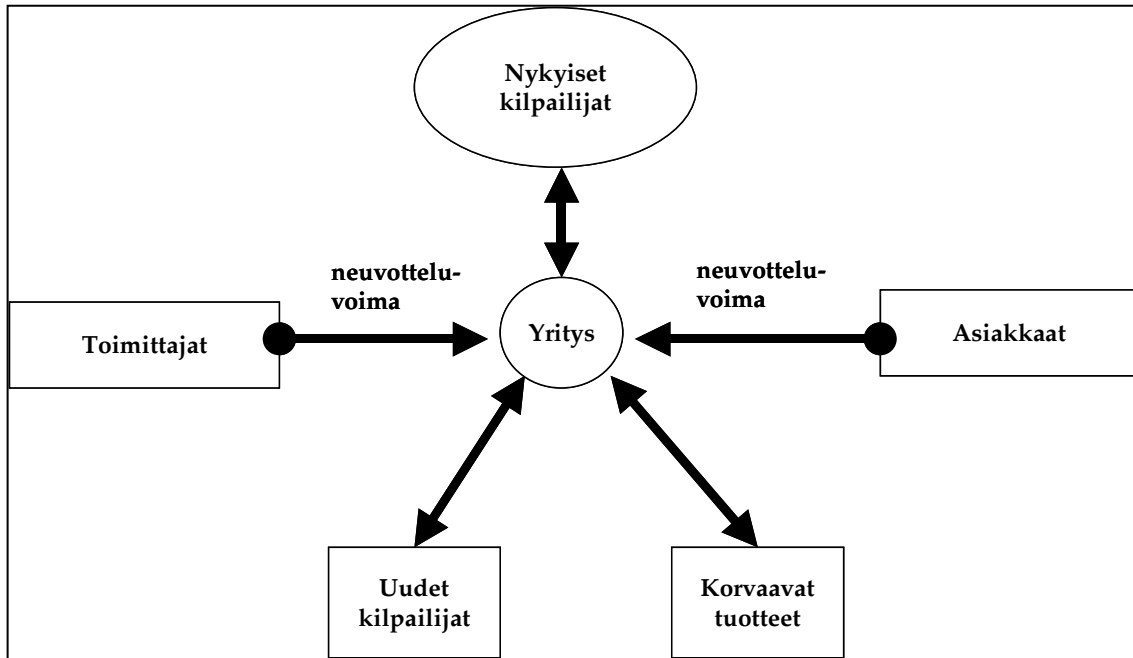 Nykyiset
kilpailijat
neuvottelu-
voima
neuvottelu-
voima
Toimittajat
Yritys
Asiakkaat
Uudet
kilpailijat
Korvaavat
tuotteet